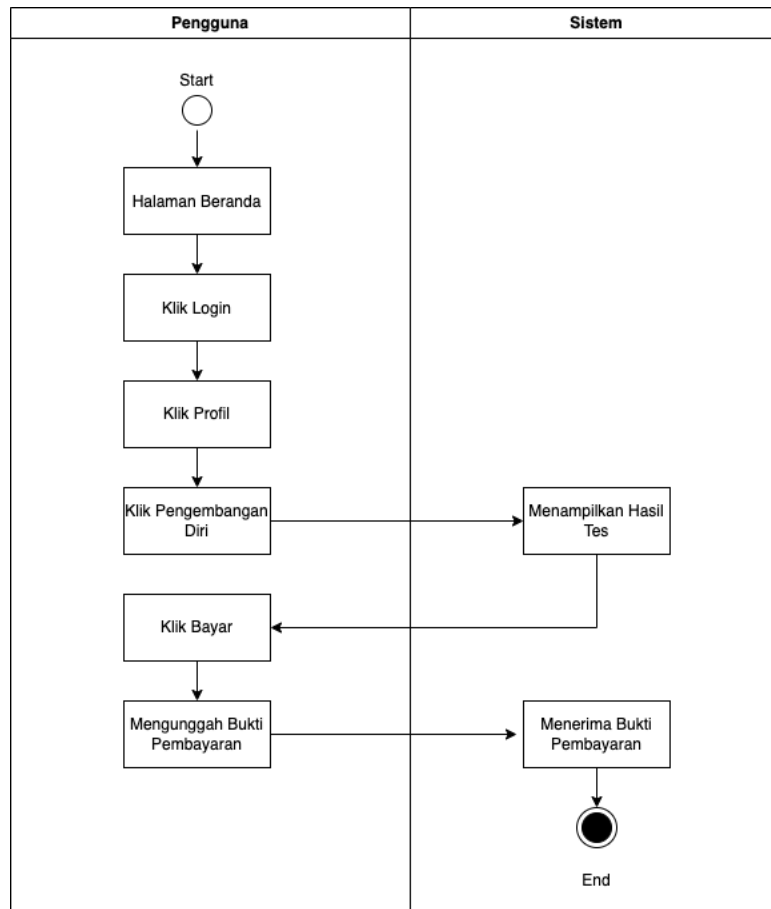 Pengguna
Sistem
Start
Halaman Beranda
Klik Login
Klik Profil
Klik Pengembangan
Diri
Menampilkan Hasil
Tes
Klik Bayar
Mengunggah Bukti
Pembayaran
Menerima Bukti
Pembayaran
End